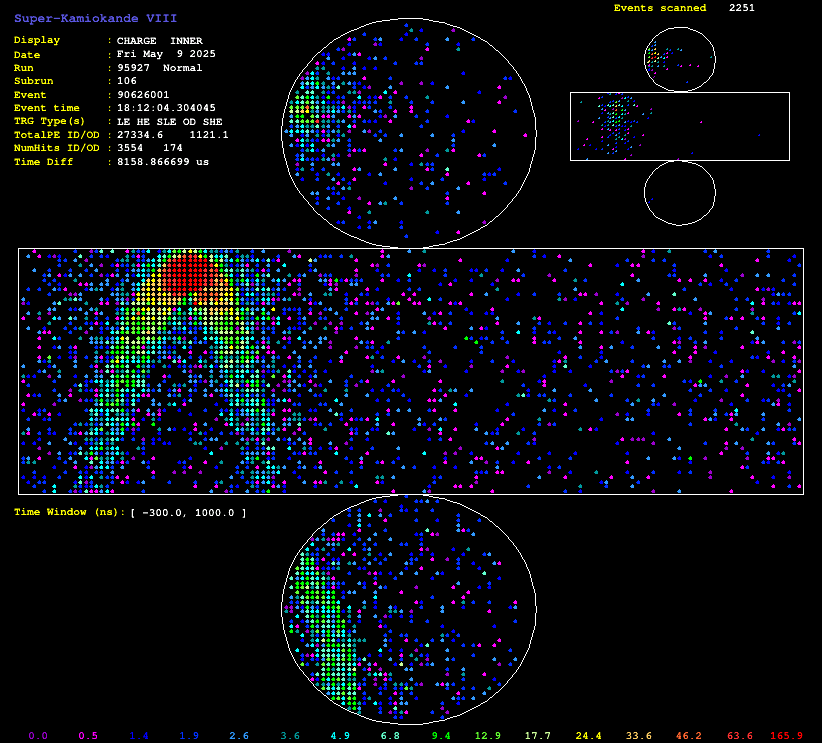 Super-Kamiokande VIII
Events scanned 2251
Display : CHARGE INNER
Date : Fri May 9 2025
Run : 95927 Normal
Subrun : 106
Event : 90626001
Event time : 18:12:04.304045
TRG Type(s) : LE HE SLE OD SHE
TotalPE ID/OD : 27334.6 1121.1
NumHits ID/OD : 3554 174
Time Diff : 8158.866699 us
Time Window (ns): [ -300.0, 1000.0 ]
0.0 0.5 1.4 1.9 2.6 3.6 4.9 6.8 9.4 12.9 17.7 24.4 33.6 46.2 63.6 165.9